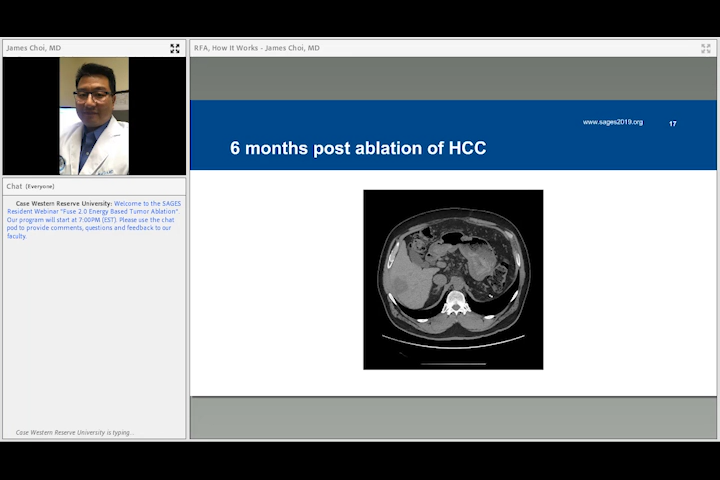 James Choi, MD
RFA, How It Works - James Choi, MD
www.sages2019.org
17
6 months post ablation of HCC
Chat (Everyone)
Case Western Reserve University: Welcome to the SAGES
Resident Webinar "Fuse 2.0 Energy Based Tumor Ablation".
Our program will start at 7:00PM (EST). Please use the chat
pod to provide comments, questions and feedback to our
faculty.
Case Western Reserve University is typing...